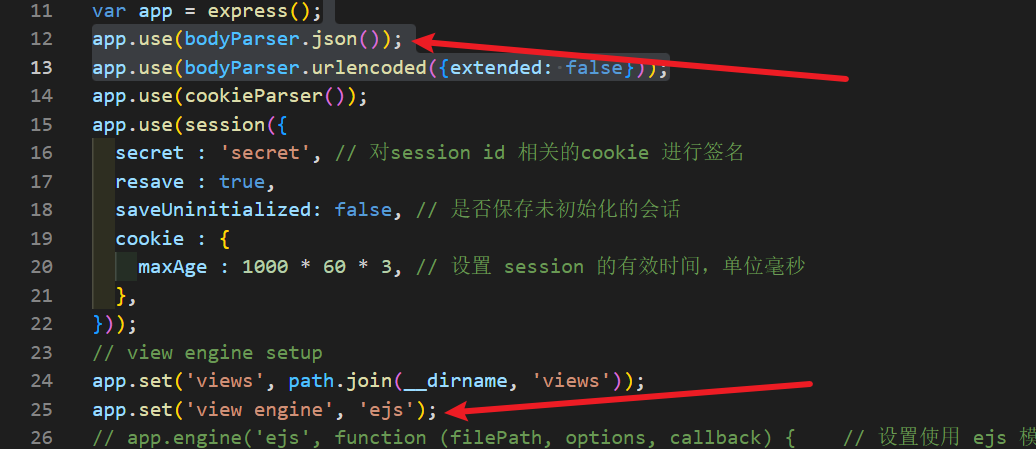 11 var app = express();
12 app.use(bodyParser.json());
13 app.use(bodyParser.urlencoded({extended: false}));
14 app.use(cookieParser());
15 app.use(session({
16 secret : 'secret', // 对session id 相关的cookie 进行签名
17 resave : true,
18 saveUninitialized: false, // 是否保存未初始化的会话
19 cookie : {
20 maxAge : 1000 * 60 * 3, // 设置 session 的有效时间，单位毫秒
21 },
22 }));
23 // view engine setup
24 app.set('views', path.join(__dirname, 'views'));
25 app.set('view engine', 'ejs');
26 // app.engine('ejs', function (filePath, options, callback) { // 设置使用 ejs 模